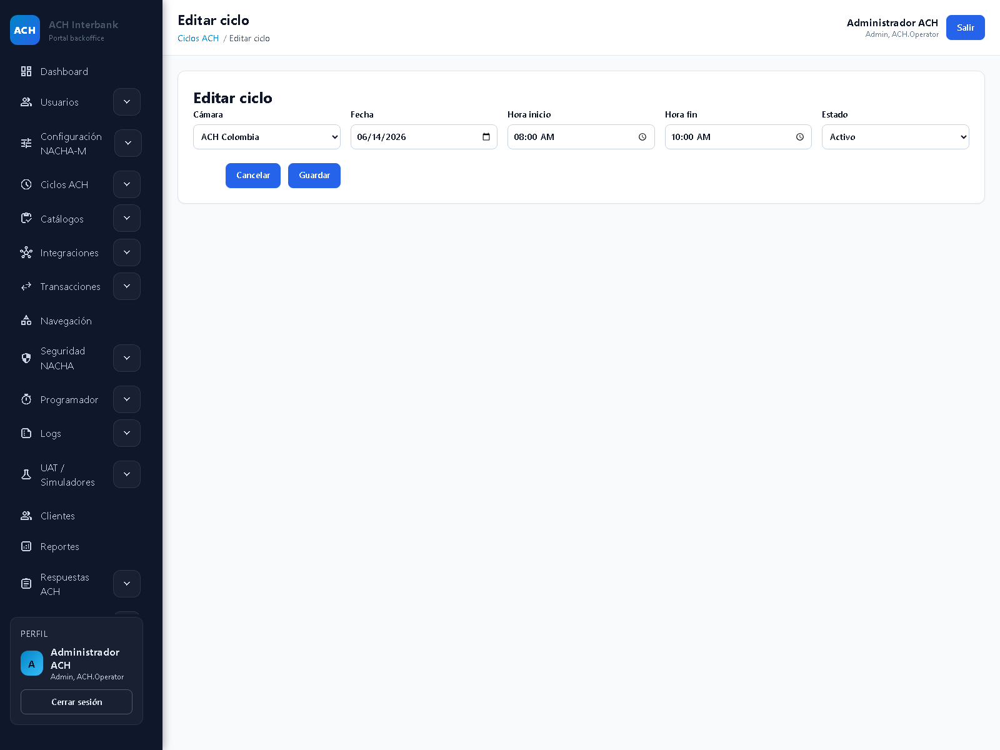 ACH
ACH Interbank
Portal backoffice
Dashboard
Usuarios
Configuración
NACHA-M
Ciclos ACH
Catálogos
Integraciones
Transacciones
Navegación
Seguridad
NACHA
Programador
Logs
UAT /
Simuladores
Clientes
Reportes
Respuestas
ACH
PERFIL
A
Administrador
ACH
Admin, ACH.Operator
Cerrar sesión
Editar ciclo
Ciclos ACH / Editar ciclo
Administrador ACH
Admin, ACH.Operator
Salir
Editar ciclo
Cámara
Fecha
Hora inicio
Hora fin
Estado
ACH Colombia
06/14/2026
08:00 AM
10:00 AM
Activo
Cancelar
Guardar